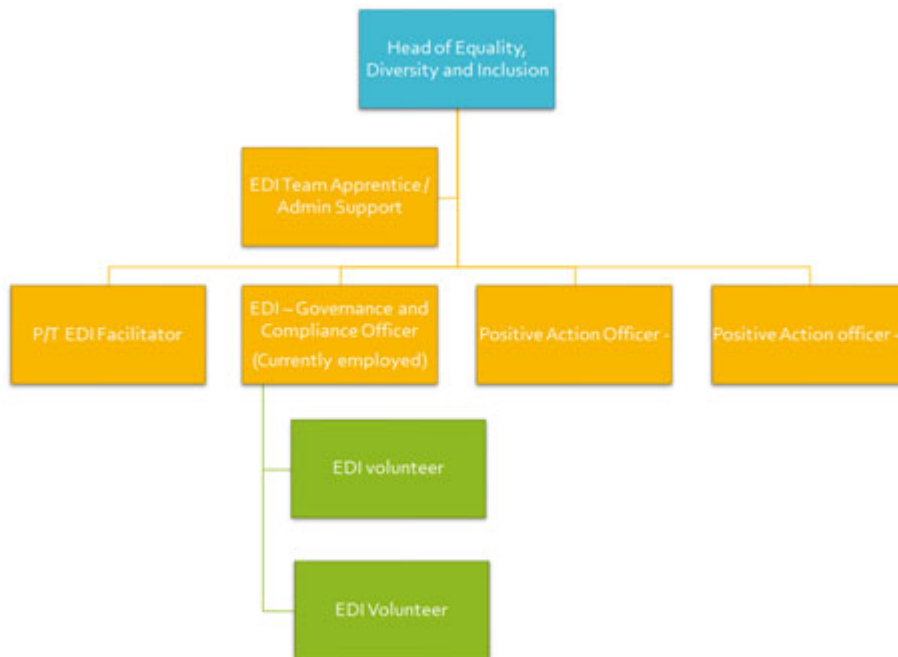 Head of Equality,
Diversity and Inclusion
EDI Team Apprentice /
Admin Support
P/T EDI Facilitator
EDI – Governance and
Compliance Officer
(Currently employed)
Positive Action Officer -
Positive Action officer -
EDI volunteer
EDI Volunteer